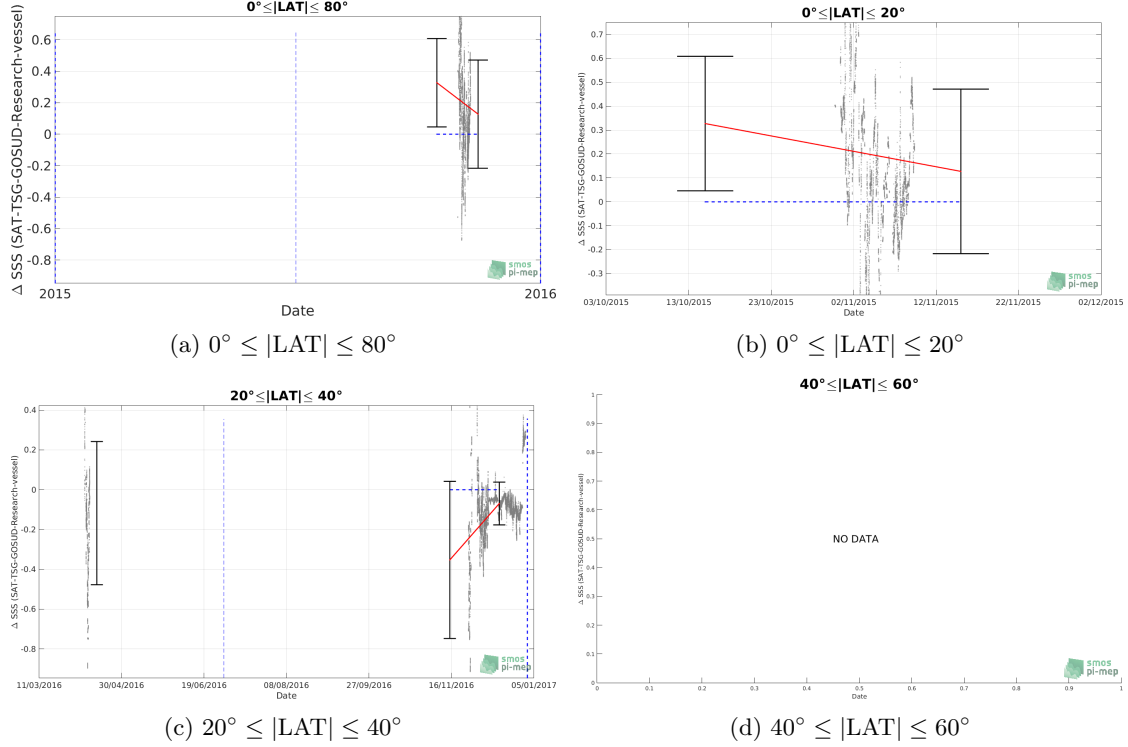 0°≤|LAT|≤ 80°
Δ SSS (SAT-TSG-GOSUD-Research-vessel)
0.6
0.4
0.2
0
-0.2
-0.4
-0.6
-0.8
2015
2016
Date
smos
pi-mep
(a) 0° ≤ |LAT| ≤ 80°
0°≤|LAT|≤ 20°
Δ SSS (SAT-TSG-GOSUD-Research-vessel)
0.7
0.6
0.5
0.4
0.3
0.2
0.1
0
-0.1
-0.2
-0.3
03/10/2015
13/10/2015
23/10/2015
02/11/2015
12/11/2015
22/11/2015
02/12/2015
Date
smos
pi-mep
(b) 0° ≤ |LAT| ≤ 20°
20°≤|LAT|≤ 40°
Δ SSS (SAT-TSG-GOSUD-Research-vessel)
0.4
0.2
0
-0.2
-0.4
-0.6
-0.8
11/03/2016
30/04/2016
19/06/2016
08/08/2016
27/09/2016
16/11/2016
05/01/2017
Date
smos
pi-mep
(c) 20° ≤ |LAT| ≤ 40°
40°≤|LAT|≤ 60°
Δ SSS (SAT-TSG-GOSUD-Research-vessel)
1
0.9
0.8
0.7
0.6
0.5
0.4
0.3
0.2
0.1
0
NO DATA
0
0.1
0.2
0.3
0.4
0.5
0.6
0.7
0.8
0.9
1
Date
smos
pi-mep
(d) 40° ≤ |LAT| ≤ 60°